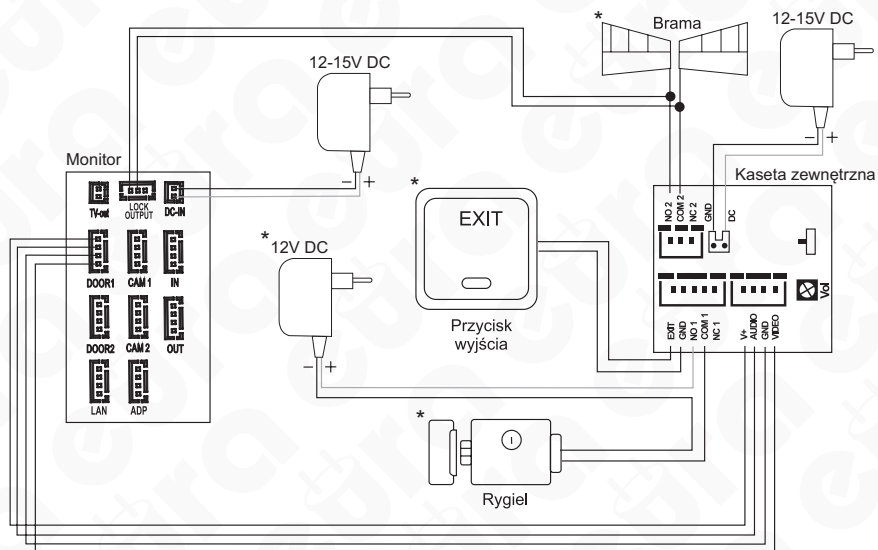 *
Brama
12-15V DC
12-15V DC
- +
Monitor
- +
Kaseta zewnętrzna
TV-out
LOCK
OUTPUT
DC-IN
*
EXIT
NO 2
COM 2
NC 2
GND
DC
* 12V DC
DOOR1
CAM 1
IN
Vol
Przycisk
wyjścia
EXIT
GND
NO 1
COM 1
NC 1
V+
AUDIO
GND
VIDEO
DOOR2
CAM 2
OUT
- +
LAN
ADP
*
I
Rygiel
eura